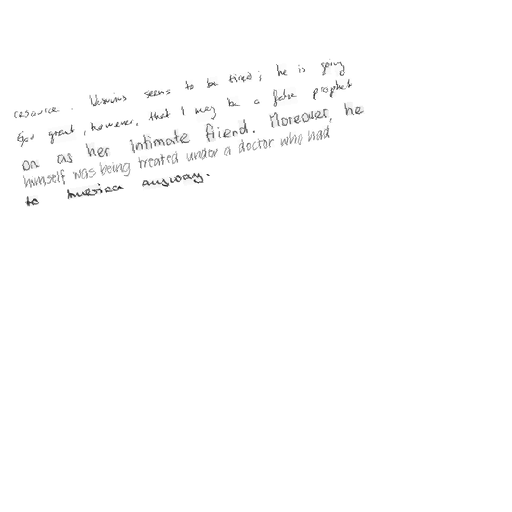 resource. Vesuvius seems to be tired; he is going
God grant, however, that I may be a false prophet
on as her intimate friend. Moreover, he
himself was being treated under a doctor who had
to America anyway.